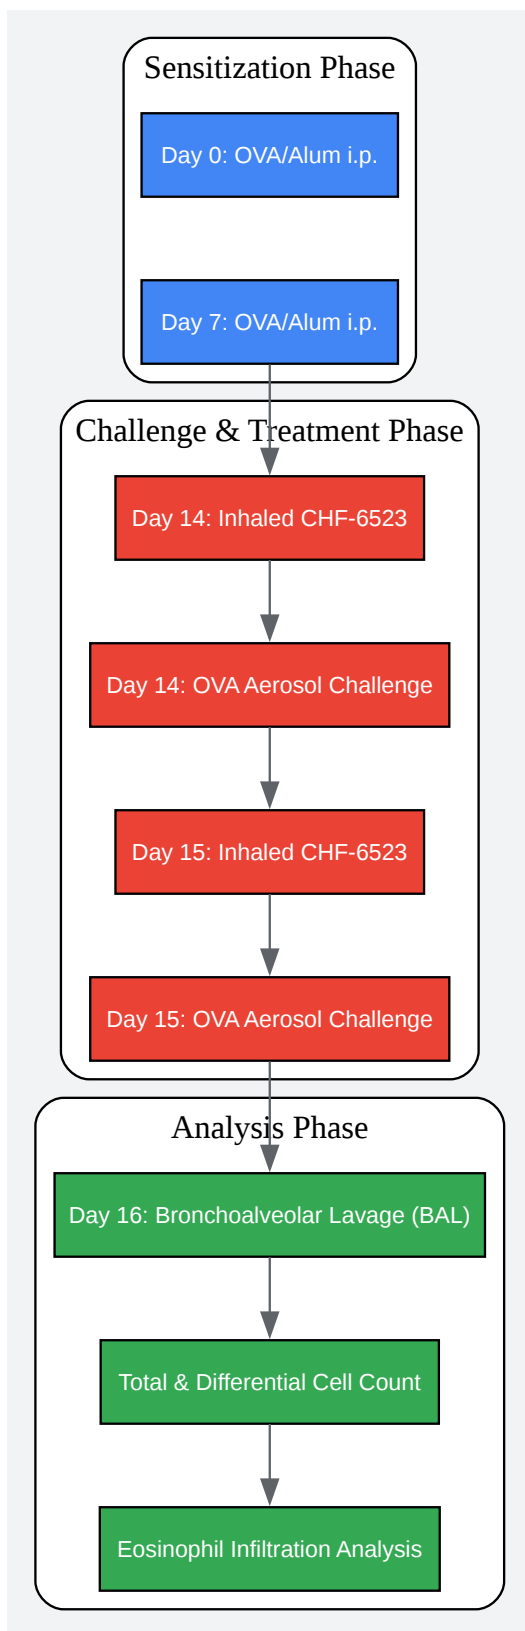 Sensitization Phase
Day 0: OVA/Alum i.p.
Day 7: OVA/Alum i.p.
Challenge & Treatment Phase
Day 14: Inhaled CHF-6523
Day 14: OVA Aerosol Challenge
Day 15: Inhaled CHF-6523
Day 15: OVA Aerosol Challenge
Analysis Phase
Day 16: Bronchoalveolar Lavage (BAL)
Total & Differential Cell Count
Eosinophil Infiltration Analysis